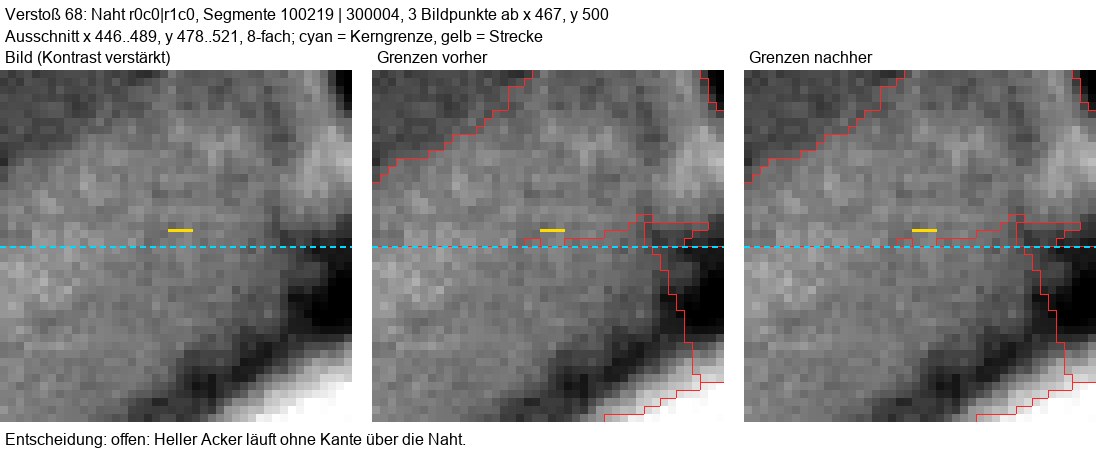 Verstoß 68: Naht r0c0|r1c0, Segmente 100219 | 300004, 3 Bildpunkte ab x 467, y 500
Ausschnitt x 446..489, y 478..521, 8-fach; cyan = Kerngrenze, gelb = Strecke
Bild (Kontrast verstärkt) Grenzen vorher Grenzen nachher
Entscheidung: offen: Heller Acker läuft ohne Kante über die Naht.